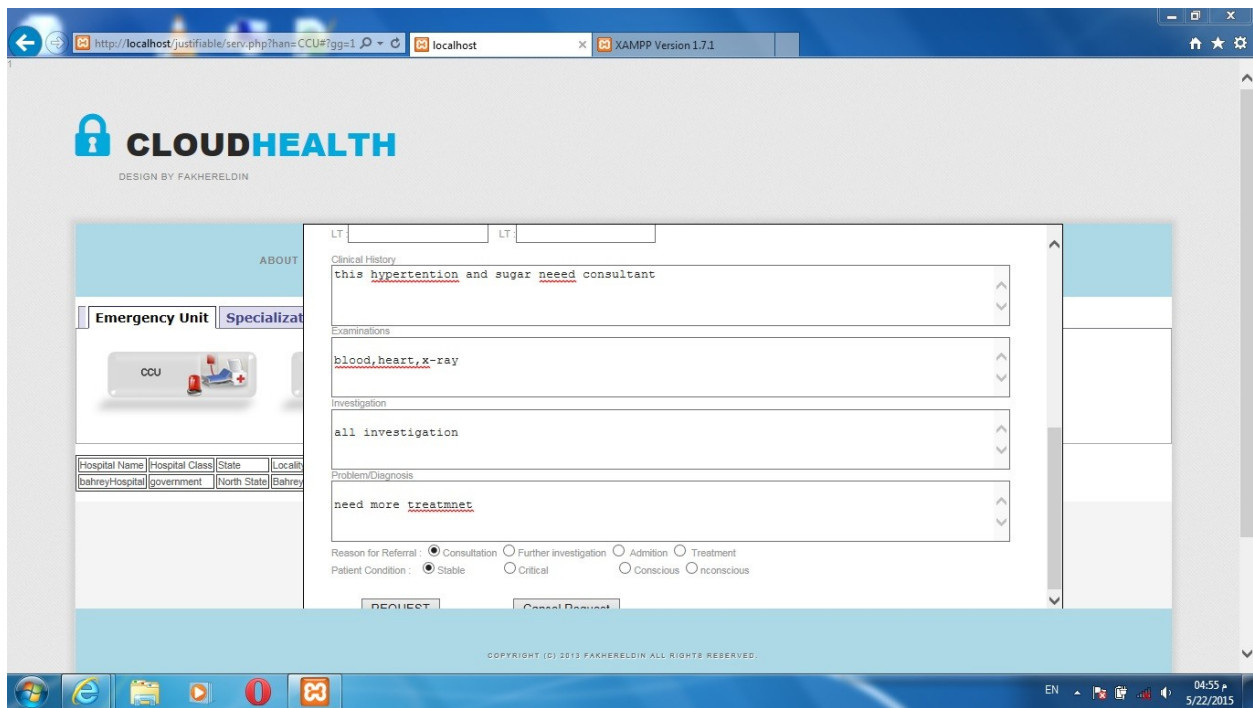 http://localhost/justifiable/serv.php?han=CCU#?gg=1
localhost
XAMPP Version 1.7.1
1
CLOUDHEALTH
DESIGN BY FAKHERELDIN
ABOUT
LT : LT :
Clinical History
this hypertention and sugar neeed consultant
Emergency Unit Specializat
Examinations
blood,heart,x-ray
CCU
Investigation
all investigation
Hospital Name Hospital Class State Locality
bahreyHospital government North State Bahrey
Problem/Diagnosis
need more treatmnet
Reason for Referral : Consultation Further investigation Admition Treatment
Patient Condition : Stable Critical Conscious nconscious
REQUEST Cansel Request
COPYRIGHT (C) 2013 FAKHERELDIN ALL RIGHTS RESERVED.
EN
04:55 م
5/22/2015